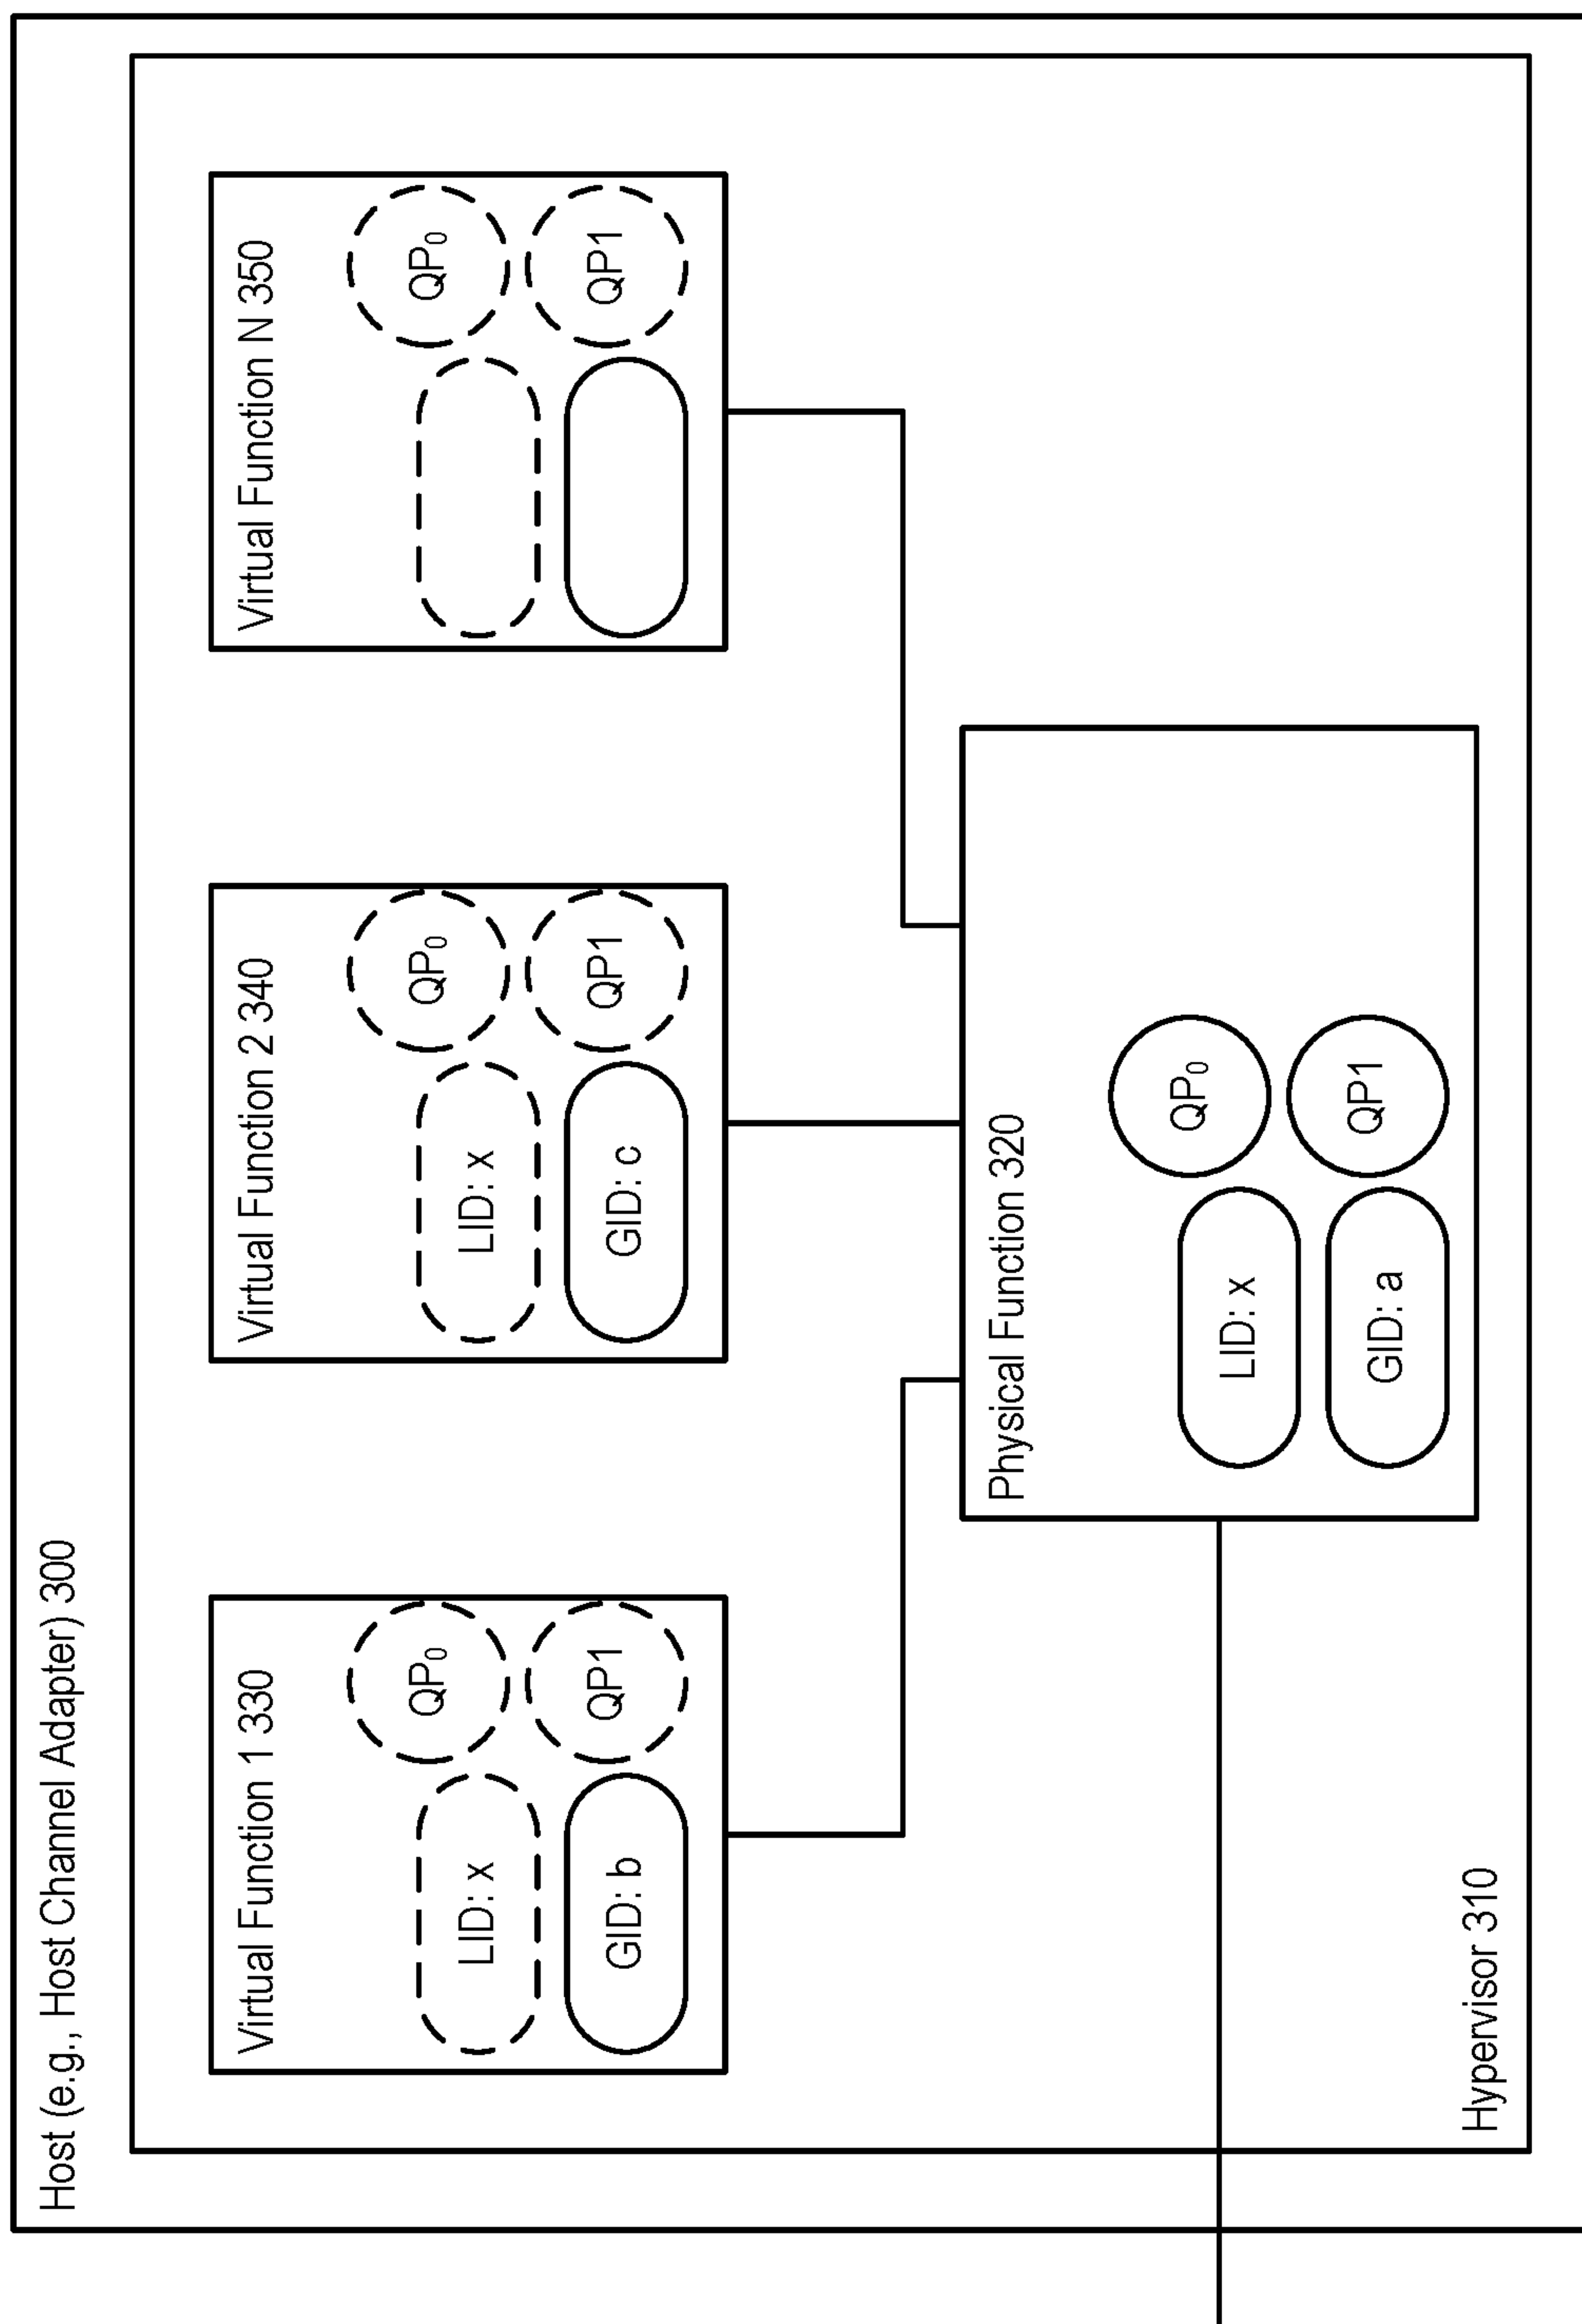 Host (e.g., Host Channel Adapter) 300
Virtual Function 1 330
QP0
LID: x
QP1
GID: b
Virtual Function 2 340
QP0
LID: x
QP1
GID: c
Virtual Function N 350
QP0
QP1
Physical Function 320
QP0
LID: x
QP1
GID: a
Hypervisor 310